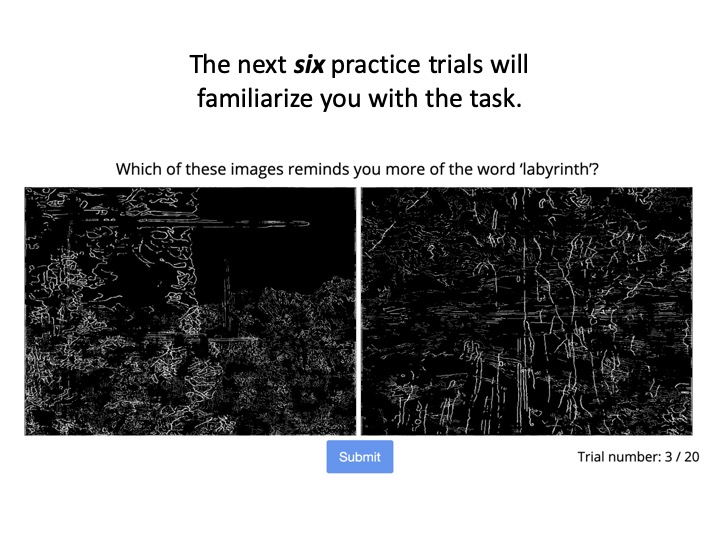 The next six practice trials will
familiarize you with the task.
Which of these images reminds you more of the word ‘labyrinth’?
Submit
Trial number: 3 / 20